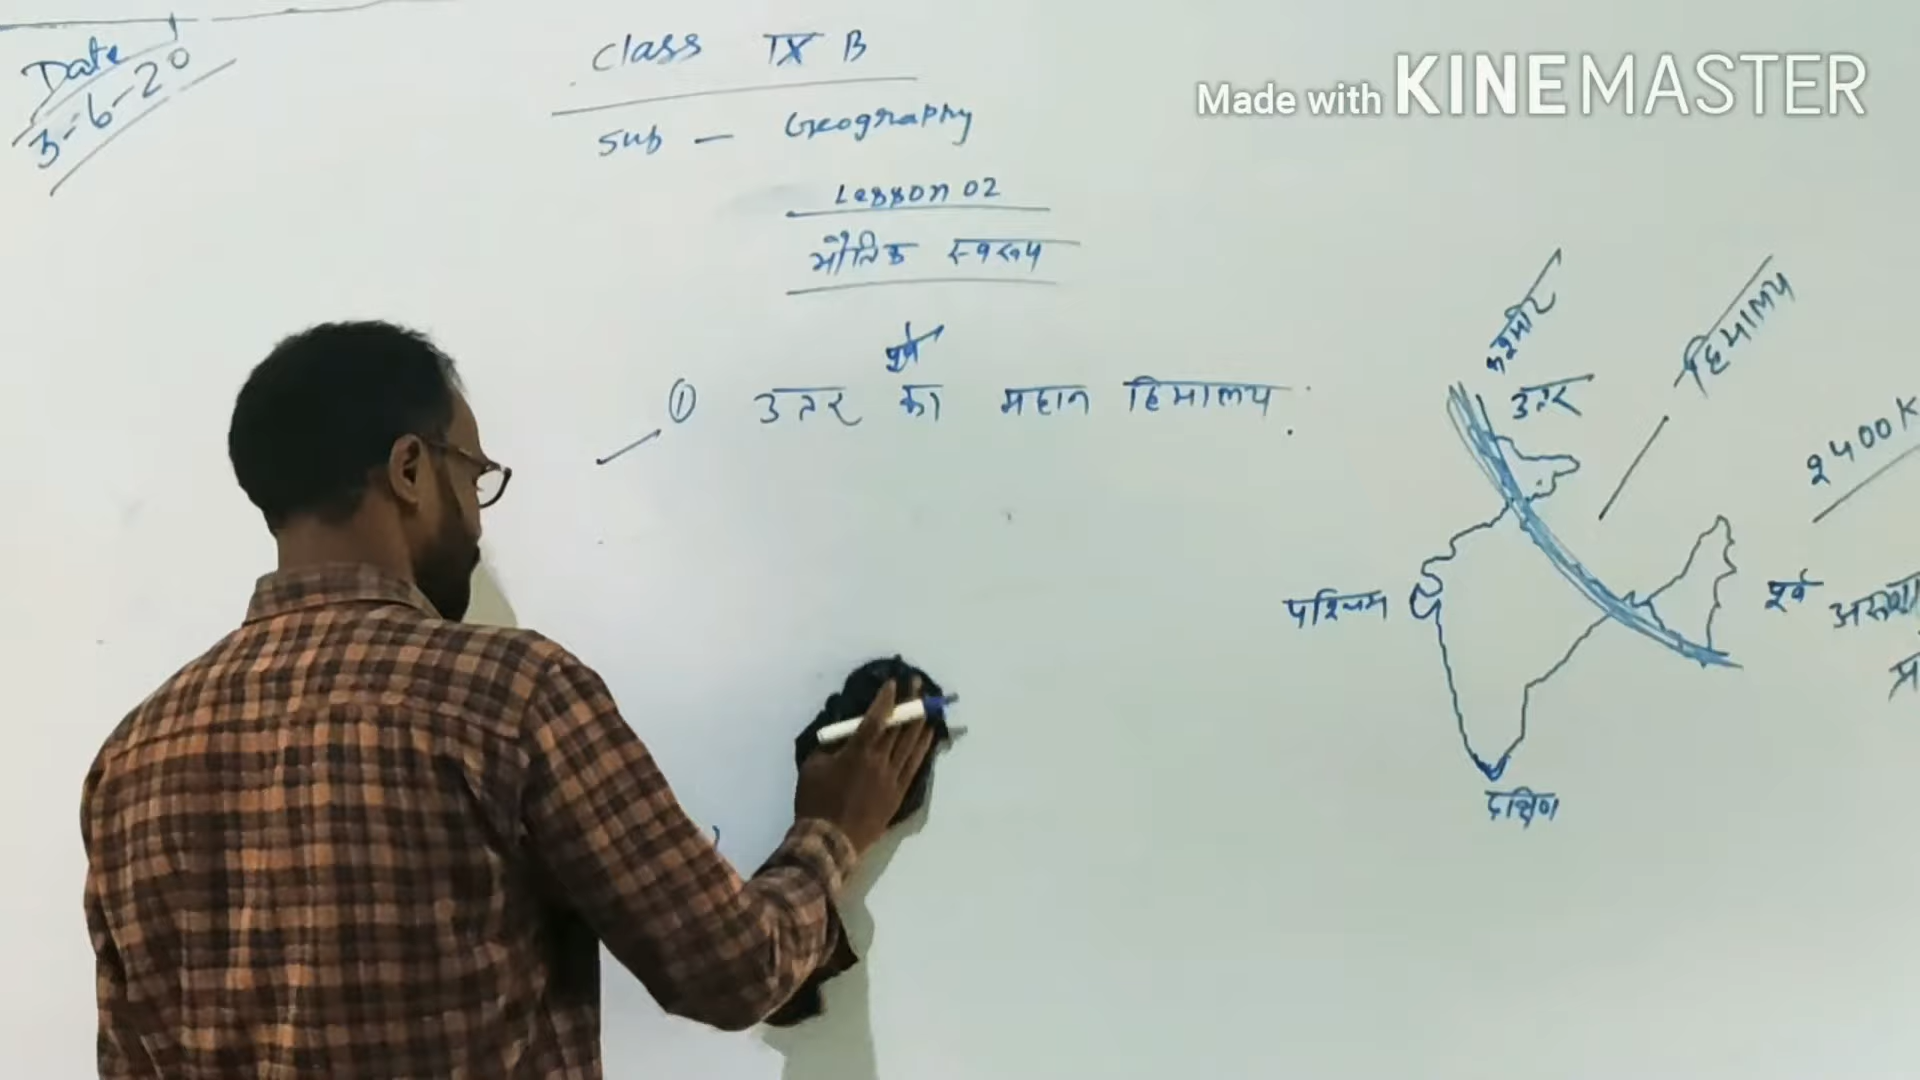 Date
3-6-20
Class IX B
Sub - Geography
Lesson 02
भौतिक स्वरूप
पूर्व
① उत्तर का महान हिमालय
Made with KINEMASTER
कश्मीर
उत्तर
हिमालय
2400 K
पश्चिम
पूर्व
दक्षिण